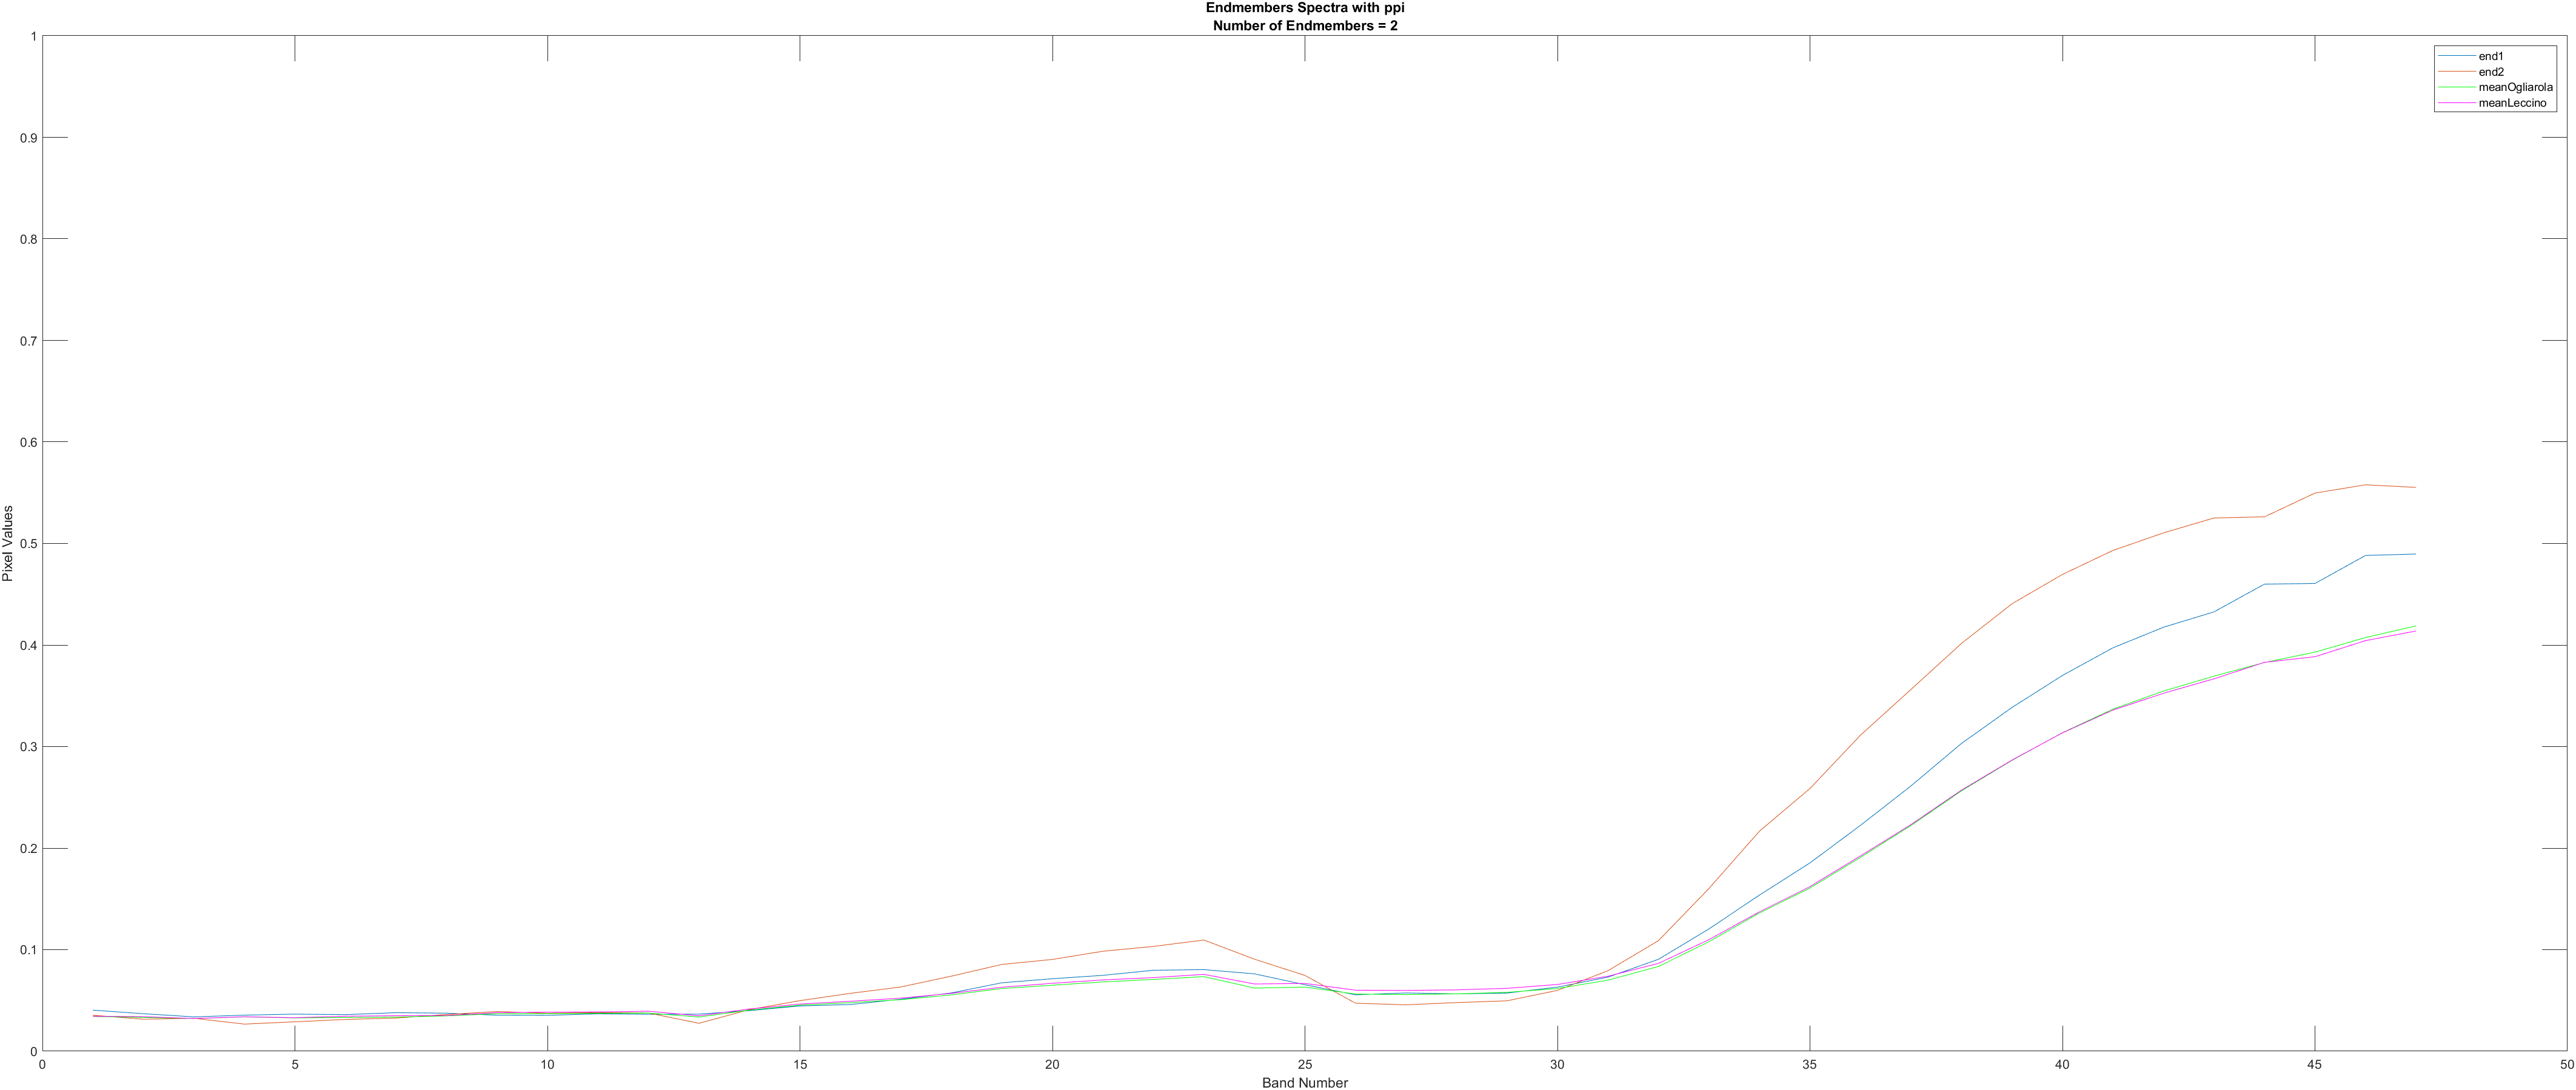 Endmembers Spectra with ppi
Number of Endmembers = 2
1
0.9
0.8
0.7
0.6
0.5
0.4
0.3
0.2
0.1
0
Pixel Values
end1
end2
meanOgliarola
meanLeccino
0 5 10 15 20 25 30 35 40 45 50
Band Number